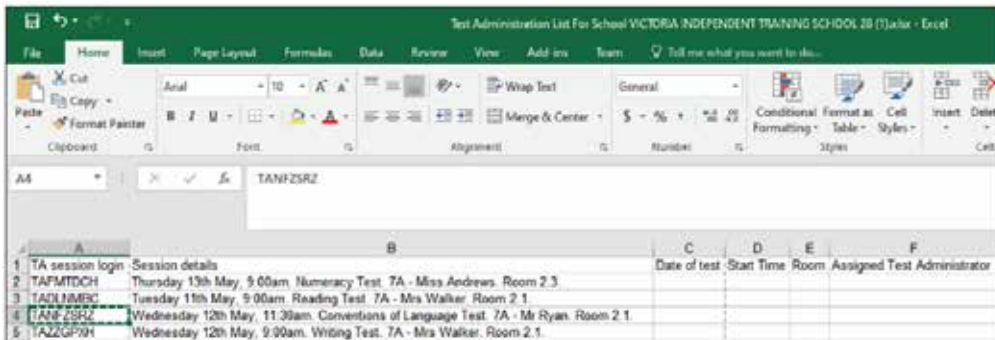 Test Administration List For School VICTORIA INDEPENDENT TRAINING SCHOOL 28 (1).xlsx - Excel
File Home Insert Page Layout Formulas Data Review View Add-ins Team Tell me what you want to do...
Cut
Copy
Format Painter
Paste
Arial 10
Wrap Text
Merge & Center
General
Conditional Formatting
Format as Table
Cell Styles
Insert
Clipboard Font Alignment Number Styles
A4 TANFZSRZ
A B C D E F
1 TA session login Session details Date of test Start Time Room Assigned Test Administrator
2 TAFMTDCH Thursday 13th May, 9:00am. Numeracy Test. 7A - Miss Andrews. Room 2.3.
3 TADLNMBC Tuesday 11th May, 9:00am. Reading Test. 7A - Mrs Walker. Room 2.1.
4 TANFZSRZ Wednesday 12th May, 11:30am. Conventions of Language Test. 7A - Mr Ryan. Room 2.1.
5 TAZZGPXH Wednesday 12th May, 9:00am. Writing Test. 7A - Mrs Walker. Room 2.1.